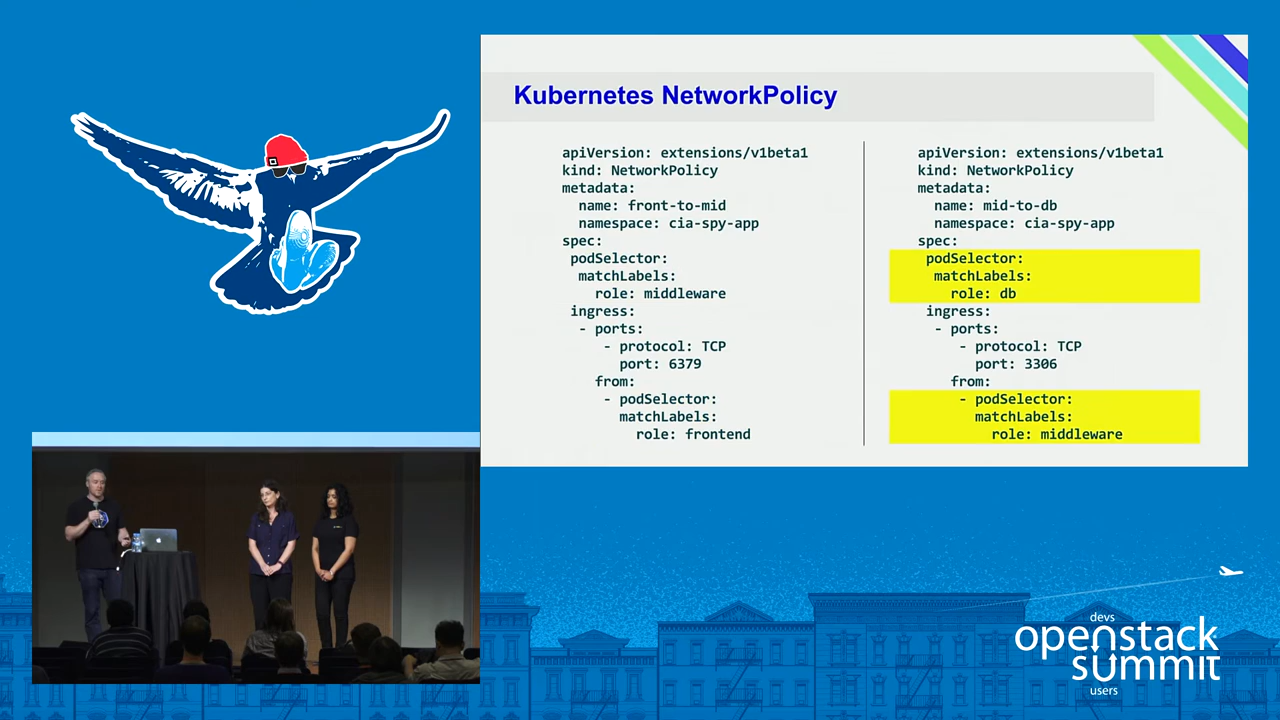 Kubernetes NetworkPolicy
apiVersion: extensions/v1beta1
kind: NetworkPolicy
metadata:
name: front-to-mid
namespace: cia-spy-app
spec:
podSelector:
matchLabels:
role: middleware
ingress:
- ports:
- protocol: TCP
port: 6379
from:
- podSelector:
matchLabels:
role: frontend
apiVersion: extensions/v1beta1
kind: NetworkPolicy
metadata:
name: mid-to-db
namespace: cia-spy-app
spec:
podSelector:
matchLabels:
role: db
ingress:
- ports:
- protocol: TCP
port: 3306
from:
- podSelector:
matchLabels:
role: middleware
devs
openstack
summit
users